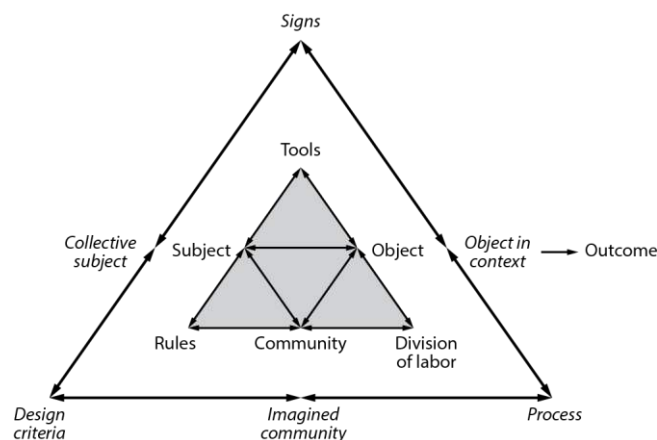 Signs
Tools
Collective
subject
Subject
Object
Object in
context
Outcome
Rules
Community
Division
of labor
Design
criteria
Imagined
community
Process